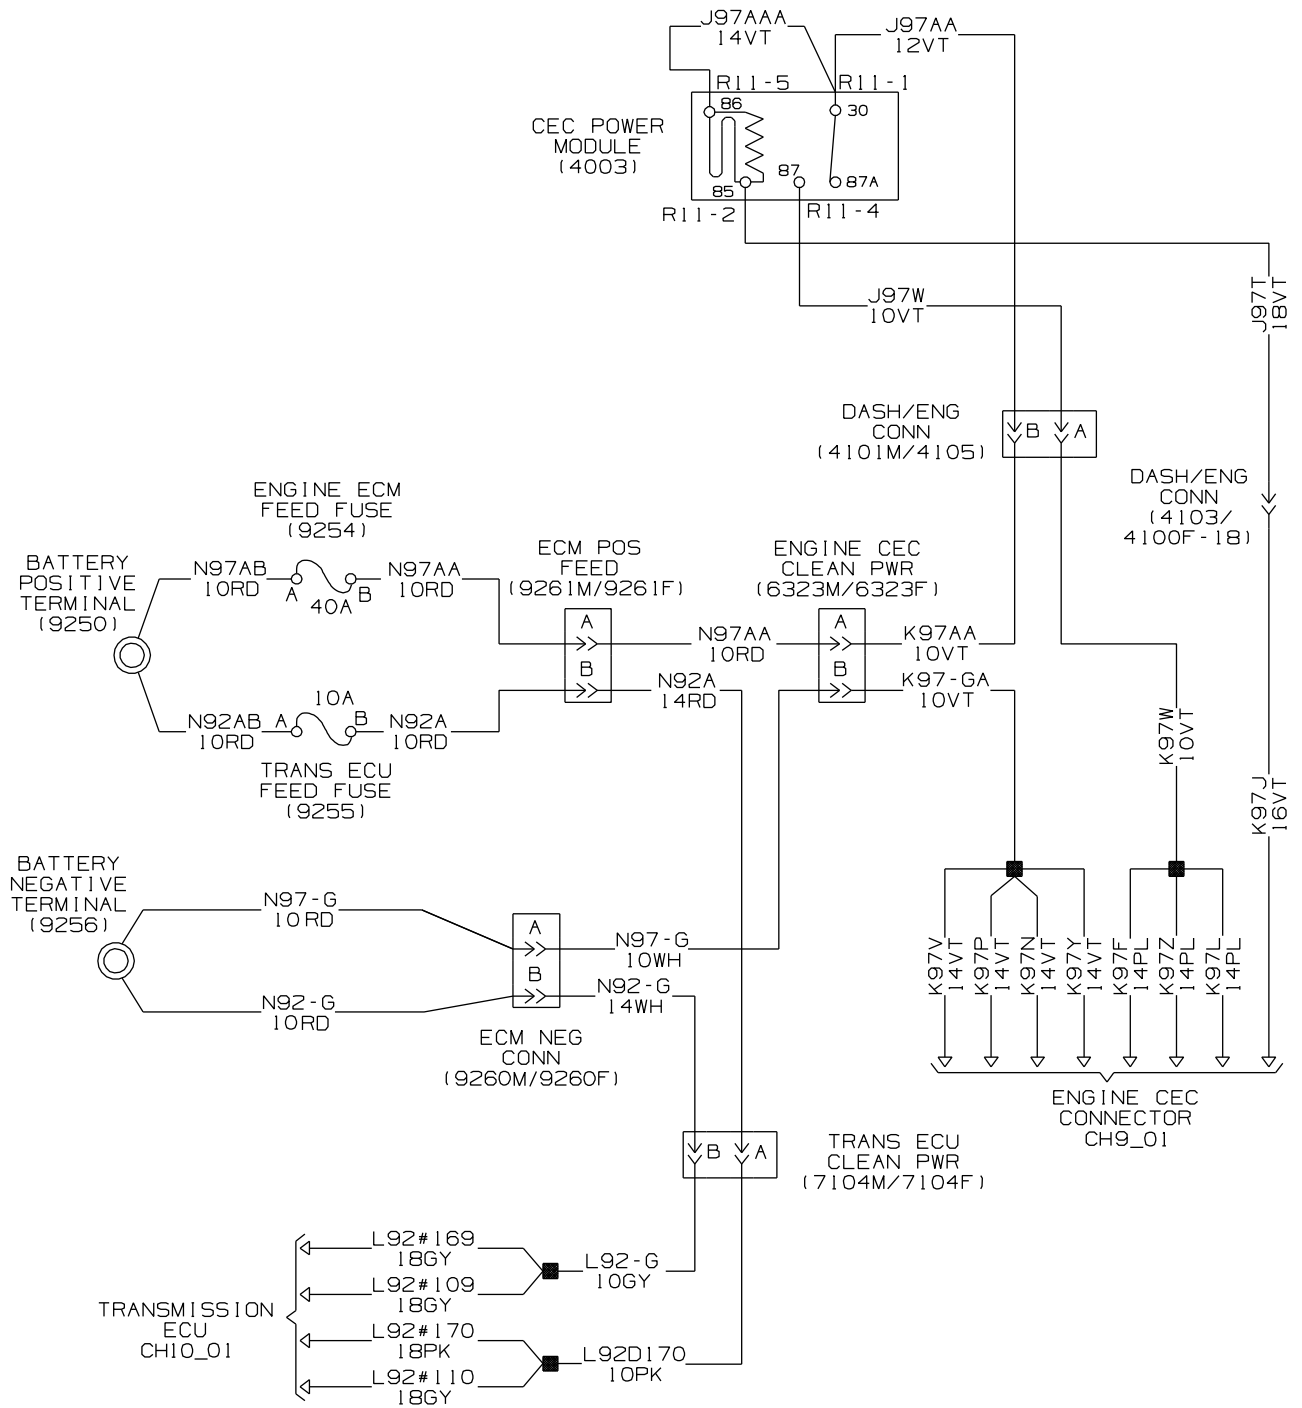 J97AAA
14VT
J97AA
12VT
R11-5
R11-1
86
30
CEC POWER
MODULE
(4003)
87
87A
85
R11-2
R11-4
J97W
10VT
J97T
18VT
DASH/ENG
CONN
(4101M/4105)
B
A
DASH/ENG
CONN
(4103/
4100F-18)
ENGINE ECM
FEED FUSE
(9254)
BATTERY
POSITIVE
TERMINAL
(9250)
N97AB
10RD
A
40A
B
N97AA
10RD
ECM POS
FEED
(9261M/9261F)
A
B
N97AA
10RD
ENGINE CEC
CLEAN PWR
(6323M/6323F)
A
B
K97AA
10VT
K97-GA
10VT
N92A
14RD
N92AB
10RD
A
10A
B
N92A
10RD
TRANS ECU
FEED FUSE
(9255)
K97W
10VT
K97J
16VT
BATTERY
NEGATIVE
TERMINAL
(9256)
N97-G
10RD
A
B
N97-G
10WH
N92-G
10RD
N92-G
14WH
ECM NEG
CONN
(9260M/9260F)
K97V
14VT
K97P
14VT
K97N
14VT
K97Y
14VT
K97F
14PL
K97Z
14PL
K97L
14PL
ENGINE CEC
CONNECTOR
CH9_01
B
A
TRANS ECU
CLEAN PWR
(7104M/7104F)
L92#169
18GY
L92-G
10GY
L92#109
18GY
TRANSMISSION
ECU
CH10_01
L92#170
18PK
L92D170
10PK
L92#110
18GY